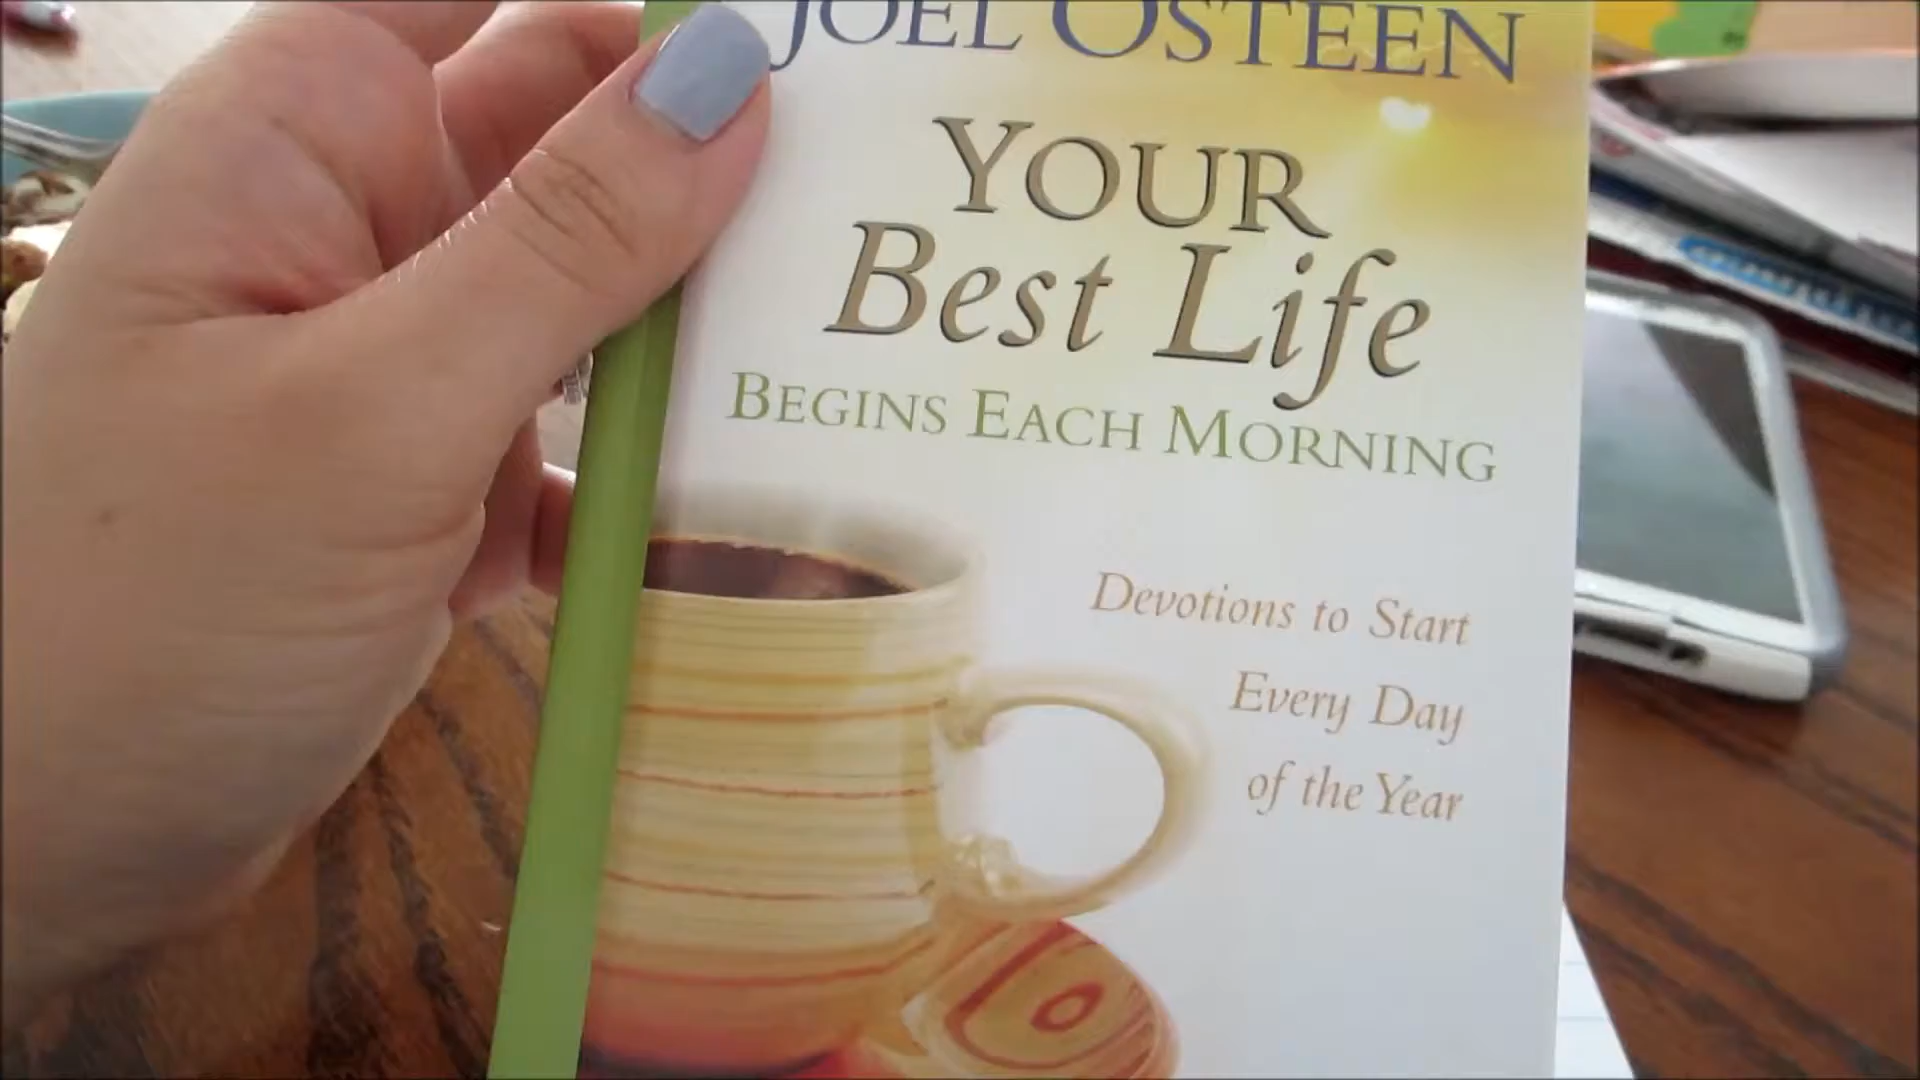 JOEL OSTEEN
YOUR
Best Life
BEGINS EACH MORNING
Devotions to Start
Every Day
of the Year